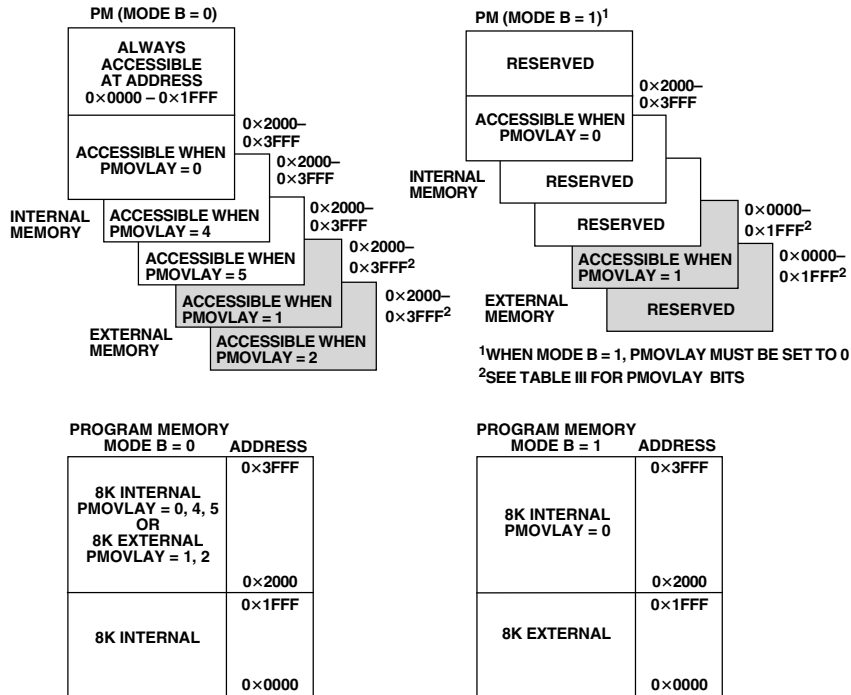 PM (MODE B = 0)
ALWAYS
ACCESSIBLE
AT ADDRESS
0×0000 – 0×1FFF
0×2000–
0×3FFF
ACCESSIBLE WHEN
PMOVLAY = 0
0×2000–
0×3FFF
INTERNAL
MEMORY
ACCESSIBLE WHEN
PMOVLAY = 4
0×2000–
0×3FFF
ACCESSIBLE WHEN
PMOVLAY = 5
0×2000–
0×3FFF²
ACCESSIBLE WHEN
PMOVLAY = 1
0×2000–
0×3FFF²
EXTERNAL
MEMORY
ACCESSIBLE WHEN
PMOVLAY = 2
PM (MODE B = 1)¹
RESERVED
0×2000–
0×3FFF
ACCESSIBLE WHEN
PMOVLAY = 0
INTERNAL
MEMORY
RESERVED
RESERVED
0×0000–
0×1FFF²
ACCESSIBLE WHEN
PMOVLAY = 1
0×0000–
0×1FFF²
EXTERNAL
MEMORY
RESERVED
¹WHEN MODE B = 1, PMOVLAY MUST BE SET TO 0
²SEE TABLE III FOR PMOVLAY BITS
PROGRAM MEMORY
MODE B = 0 ADDRESS
0×3FFF
8K INTERNAL
PMOVLAY = 0, 4, 5
OR
8K EXTERNAL
PMOVLAY = 1, 2
0×2000
0×1FFF
8K INTERNAL
0×0000
PROGRAM MEMORY
MODE B = 1 ADDRESS
0×3FFF
8K INTERNAL
PMOVLAY = 0
0×2000
0×1FFF
8K EXTERNAL
0×0000